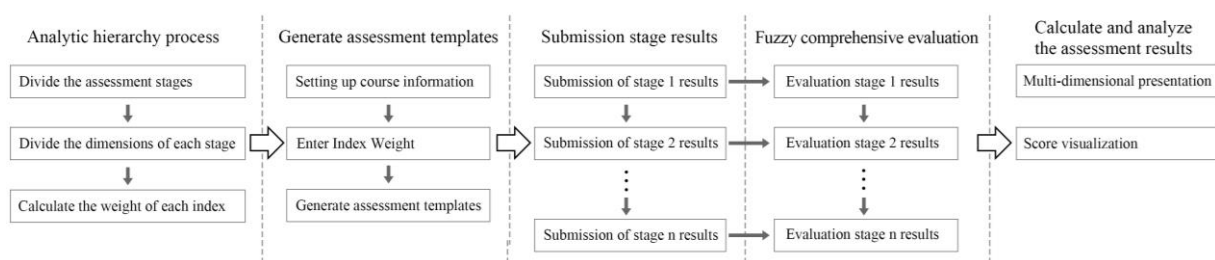 Analytic hierarchy process
Divide the assessment stages
Divide the dimensions of each stage
Calculate the weight of each index
Generate assessment templates
Setting up course information
Enter Index Weight
Generate assessment templates
Submission stage results
Submission of stage 1 results
Submission of stage 2 results
Submission of stage n results
Fuzzy comprehensive evaluation
Evaluation stage 1 results
Evaluation stage 2 results
Evaluation stage n results
Calculate and analyze
the assessment results
Multi-dimensional presentation
Score visualization